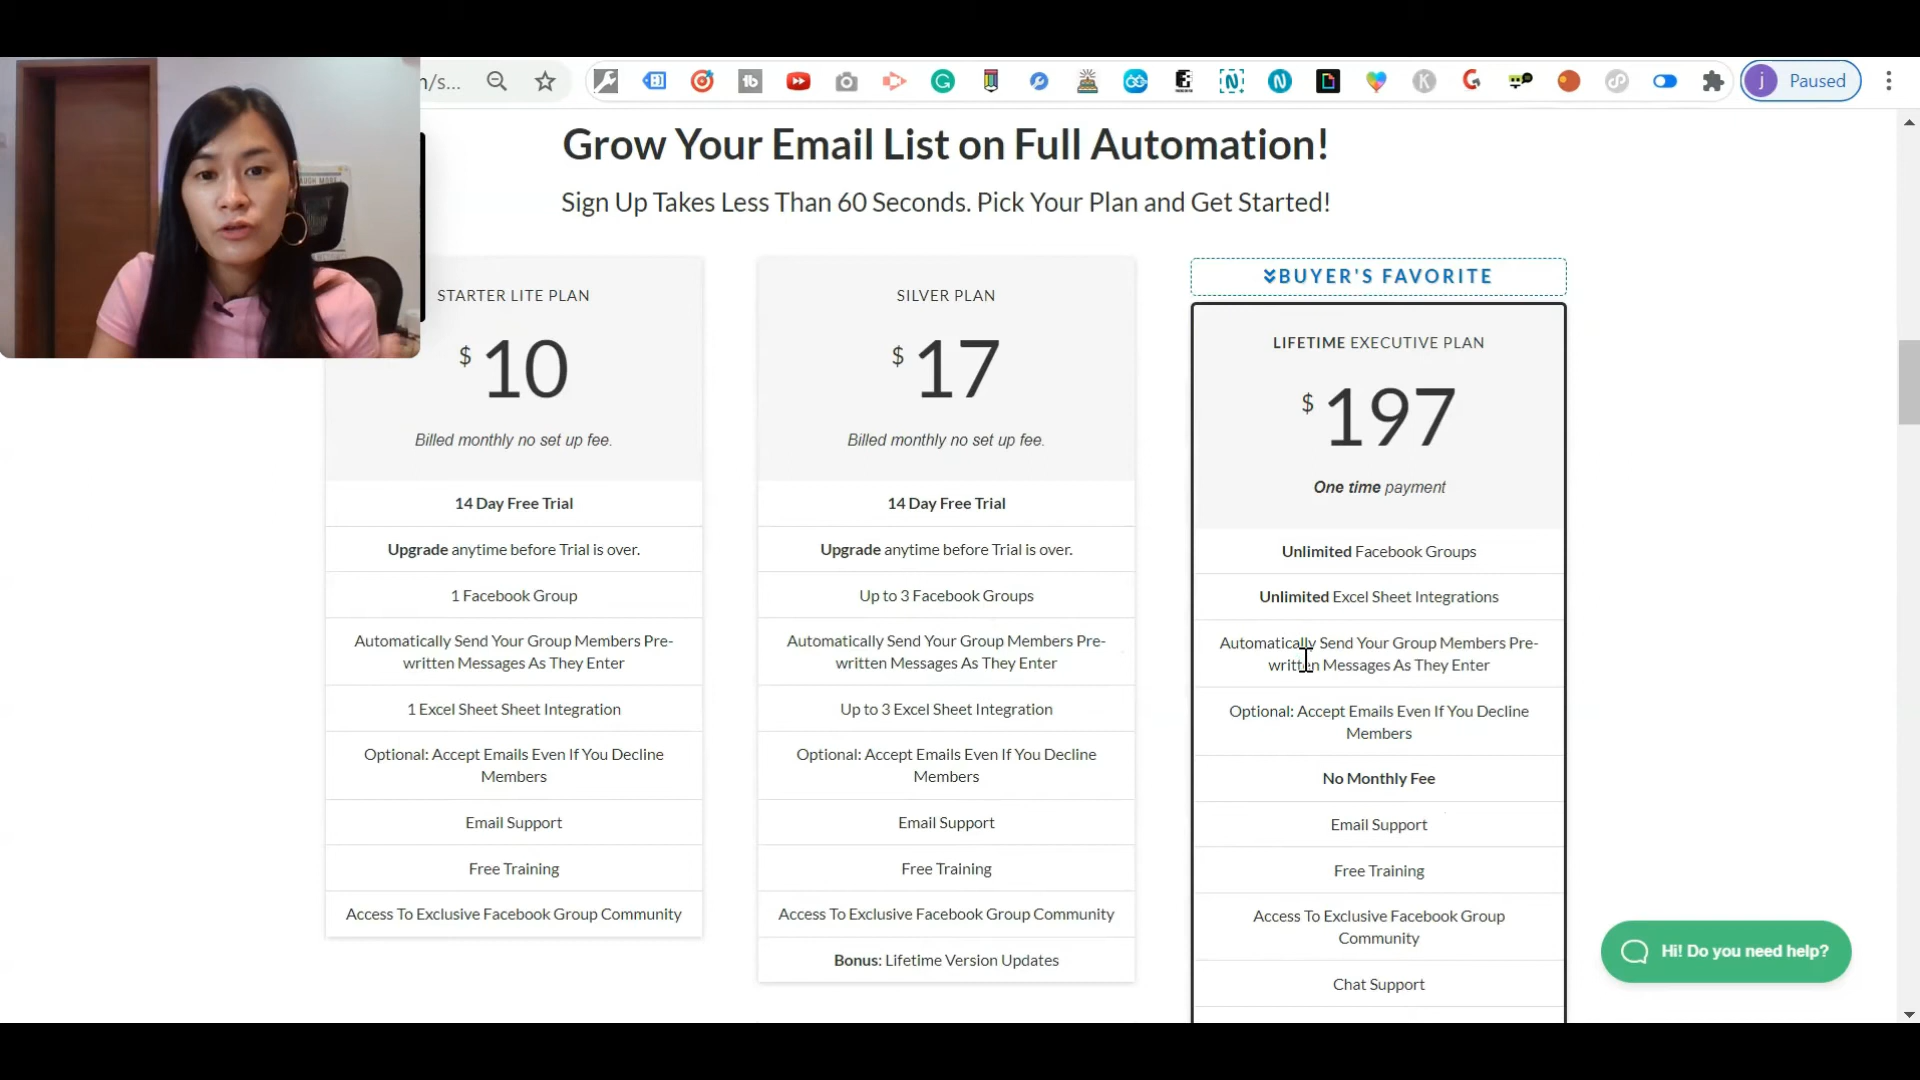 /s...
Paused
Grow Your Email List on Full Automation!
Sign Up Takes Less Than 60 Seconds. Pick Your Plan and Get Started!
STARTER LITE PLAN
$ 10
Billed monthly no set up fee.
14 Day Free Trial
Upgrade anytime before Trial is over.
1 Facebook Group
Automatically Send Your Group Members Pre-
written Messages As They Enter
1 Excel Sheet Sheet Integration
Optional: Accept Emails Even If You Decline
Members
Email Support
Free Training
Access To Exclusive Facebook Group Community
SILVER PLAN
$ 17
Billed monthly no set up fee.
14 Day Free Trial
Upgrade anytime before Trial is over.
Up to 3 Facebook Groups
Automatically Send Your Group Members Pre-
written Messages As They Enter
Up to 3 Excel Sheet Integration
Optional: Accept Emails Even If You Decline
Members
Email Support
Free Training
Access To Exclusive Facebook Group Community
Bonus: Lifetime Version Updates
BUYER'S FAVORITE
LIFETIME EXECUTIVE PLAN
$ 197
One time payment
Unlimited Facebook Groups
Unlimited Excel Sheet Integrations
Automatically Send Your Group Members Pre-
written Messages As They Enter
Optional: Accept Emails Even If You Decline
Members
No Monthly Fee
Email Support
Free Training
Access To Exclusive Facebook Group
Community
Chat Support
Hi! Do you need help?